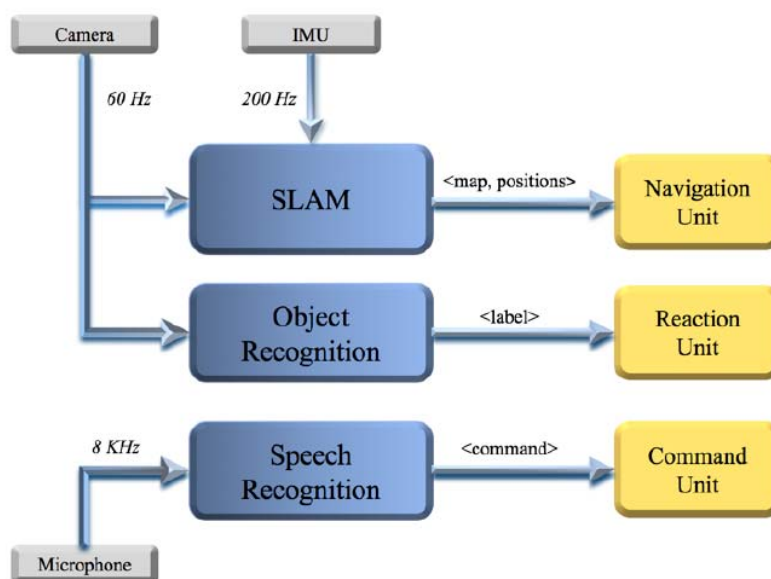 Camera
IMU
60 Hz
200 Hz
SLAM
<map, positions>
Navigation
Unit
Object
Recognition
<label>
Reaction
Unit
8 KHz
Speech
Recognition
<command>
Command
Unit
Microphone